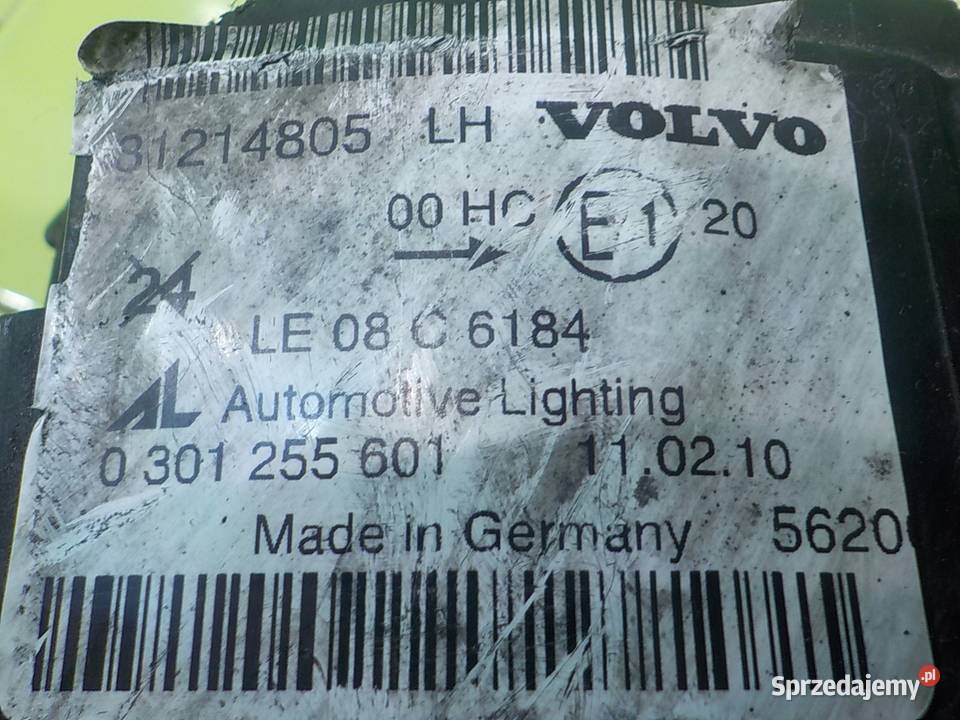 31214805 LH VOLVO
00 HC E1 20
24
LE 08 C 6184
AL Automotive Lighting
0 301 255 601 11.02.10
Made in Germany 5620
Sprzedajemy.pl